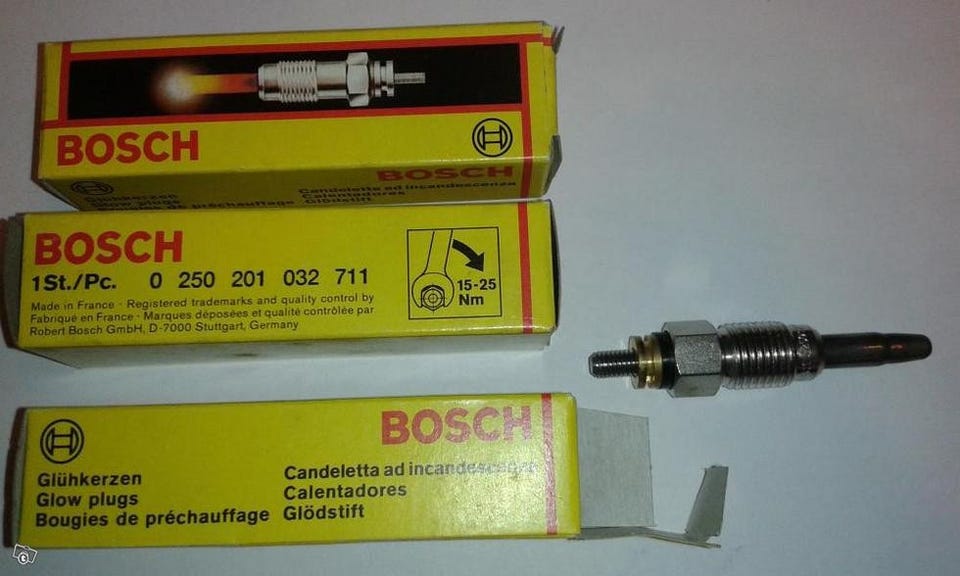 BOSCH
BOSCH
Glühkerzen
Glow plugs
Bougies de préchauffage
Candeletta ad incandescenza
Calentadores
Glödstift
BOSCH
1St./Pc. 0 250 201 032 711
15-25
Nm
Made in France · Registered trademarks and quality control by
Fabriqué en France · Marques déposées et qualité contrôlée par
Robert Bosch GmbH, D-7000 Stuttgart, Germany
BOSCH
Glühkerzen
Glow plugs
Bougies de préchauffage
Candeletta ad incandescenza
Calentadores
Glödstift